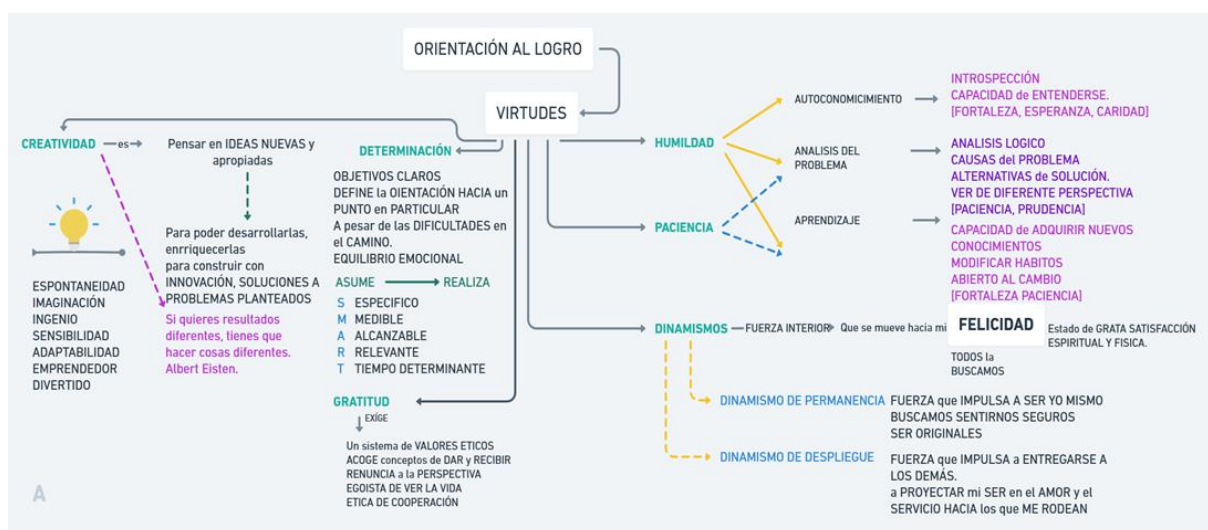 ORIENTACIÓN AL LOGRO
VIRTUDES
CREATIVIDAD
es
Pensar en IDEAS NUEVAS y
apropiadas
Para poder desarrollarlas,
enrriquecerlas
para construir con
INNOVACIÓN, SOLUCIONES A
PROBLEMAS PLANTEADOS
Si quieres resultados
diferentes, tienes que
hacer cosas diferentes.
Albert Eisten.
ESPONTANEIDAD
IMAGINACIÓN
INGENIO
SENSIBILIDAD
ADAPTABILIDAD
EMPRENDEDOR
DIVERTIDO
DETERMINACIÓN
OBJETIVOS CLAROS
DEFINE la OIENTACIÓN HACIA un
PUNTO en PARTICULAR
A pesar de las DIFICULTADES en
el CAMINO.
EQUILIBRIO EMOCIONAL
ASUME REALIZA
S ESPECIFICO
M MEDIBLE
A ALCANZABLE
R RELEVANTE
T TIEMPO DETERMINANTE
GRATITUD
EXÍGE
Un sistema de VALORES ETICOS
ACOGE conceptos de DAR y RECIBIR
RENUNCIA a la PERSPECTIVA
EGOISTA DE VER LA VIDA
ETICA DE COOPERACIÓN
HUMILDAD
AUTOCONOMICIMIENTO
INTROSPECCIÓN
CAPACIDAD de ENTENDERSE.
[FORTALEZA, ESPERANZA, CARIDAD]
ANALISIS DEL
PROBLEMA
ANALISIS LOGICO
CAUSAS del PROBLEMA
ALTERNATIVAS de SOLUCIÓN.
VER DE DIFERENTE PERSPECTIVA
[PACIENCIA, PRUDENCIA]
PACIENCIA
APRENDIZAJE
CAPACIDAD de ADQUIRIR NUEVOS
CONOCIMIENTOS
MODIFICAR HABITOS
ABIERTO AL CAMBIO
[FORTALEZA PACIENCIA]
DINAMISMOS
FUERZA INTERIOR
Que se mueve hacia mi
FELICIDAD
Estado de GRATA SATISFACCIÓN
ESPIRITUAL Y FISICA.
TODOS la
BUSCAMOS
DINAMISMO DE PERMANENCIA
FUERZA que IMPULSA A SER YO MISMO
BUSCAMOS SENTIRNOS SEGUROS
SER ORIGINALES
DINAMISMO DE DESPLIEGUE
FUERZA que IMPULSA a ENTREGARSE A
LOS DEMÁS.
a PROYECTAR mi SER en el AMOR y el
SERVICIO HACIA los que ME RODEAN
A